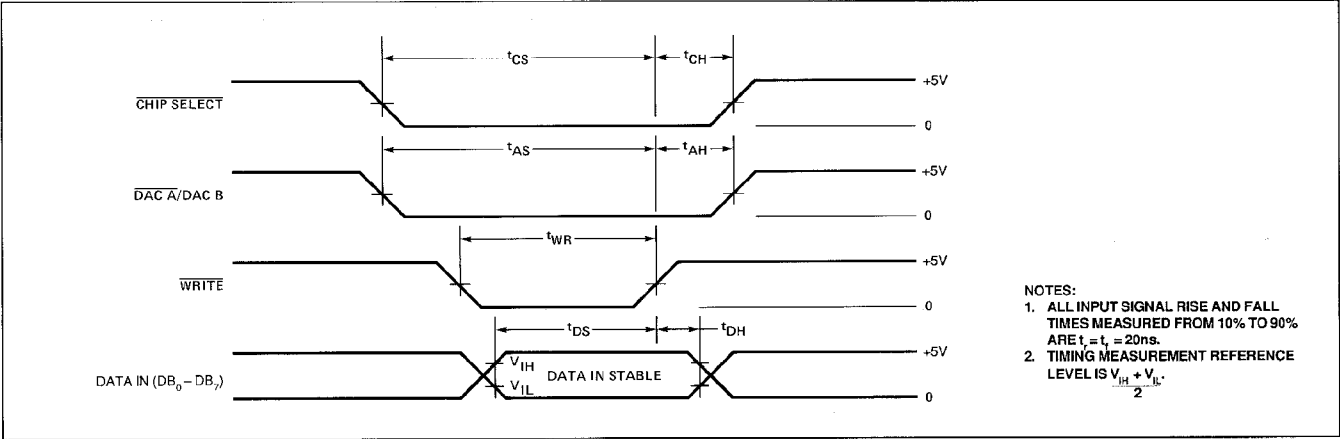 tCS tCH
+5V
CHIP SELECT
0
tAS tAH
+5V
DAC A/DAC B
0
tWR
+5V
WRITE
0
tDS tDH
+5V
VIH
DATA IN (DB0 – DB7)
DATA IN STABLE
VIL
0
NOTES:
1. ALL INPUT SIGNAL RISE AND FALL
TIMES MEASURED FROM 10% TO 90%
ARE tr = tf = 20ns.
2. TIMING MEASUREMENT REFERENCE
LEVEL IS VIH + VIL.
2